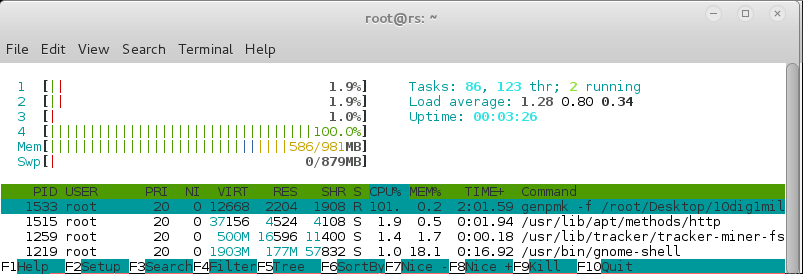 root@rs: ~
File Edit View Search Terminal Help
1 [|| 1.9%] Tasks: 86, 123 thr; 2 running
2 [|| 1.9%] Load average: 1.28 0.80 0.34
3 [| 1.0%] Uptime: 00:03:26
4 [||||||||||||||||||||||||||||||||100.0%]
Mem[|||||||||||||||||||||||||||||586/981MB]
Swp[| 0/879MB]
PID USER PRI NI VIRT RES SHR S CPU% MEM% TIME+ Command
1533 root 20 0 12668 2204 1908 R 101. 0.2 2:01.59 genpmk -f /root/Desktop/10dig1mil
1515 root 20 0 37156 4524 4108 S 1.9 0.5 0:01.94 /usr/lib/apt/methods/http
1259 root 20 0 500M 16596 11400 S 1.4 1.7 0:00.18 /usr/lib/tracker/tracker-miner-fs
1219 root 20 0 1903M 177M 57832 S 1.0 18.1 0:16.92 /usr/bin/gnome-shell
F1Help F2Setup F3SearchF4FilterF5Tree F6SortByF7Nice -F8Nice +F9Kill F10Quit